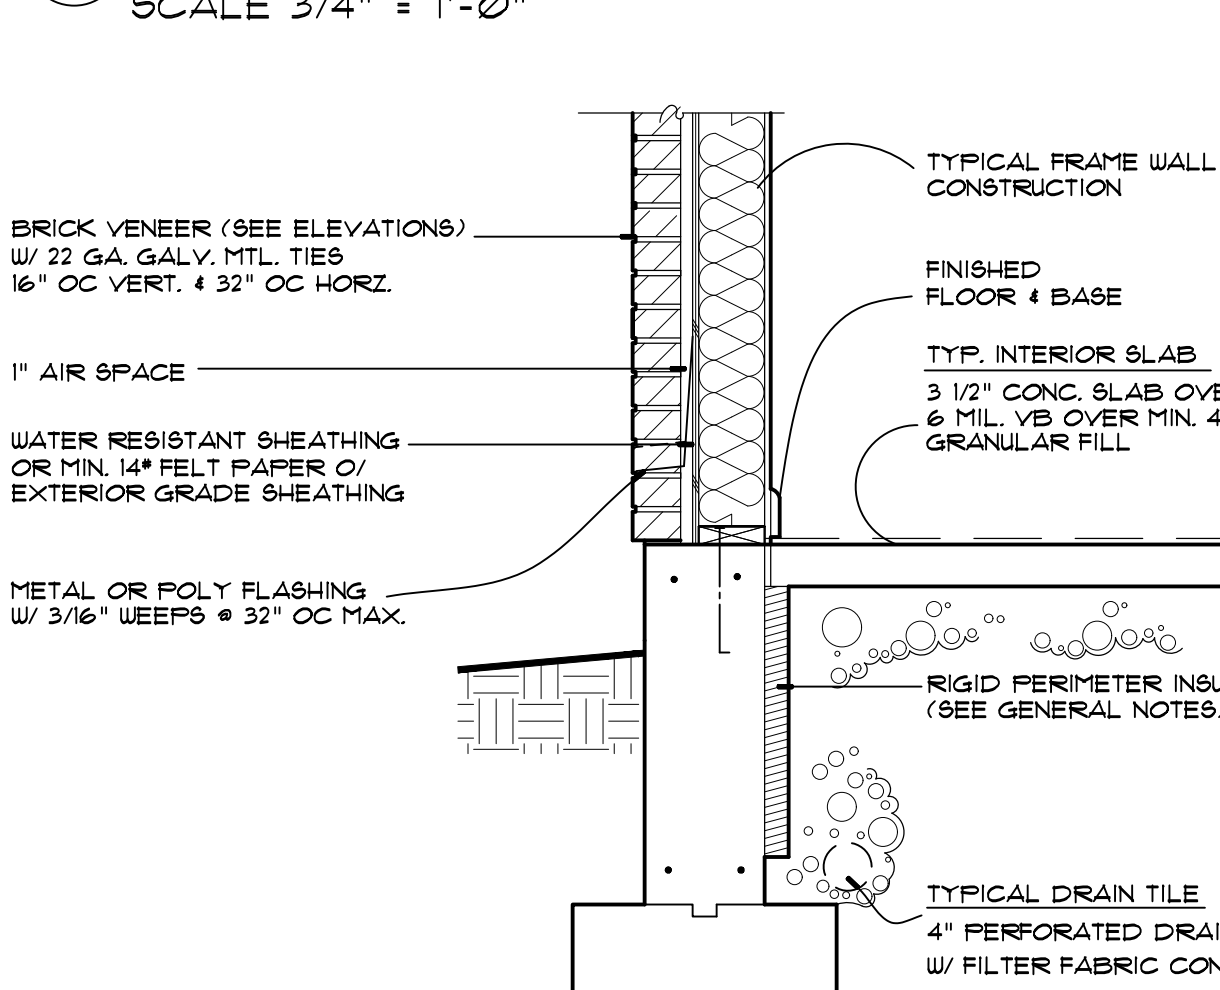 SCALE 3/4" = 1'-0"
BRICK VENEER (SEE ELEVATIONS)
W/ 22 GA. GALV. MTL. TIES
16" OC VERT. & 32" OC HORZ.
1" AIR SPACE
WATER RESISTANT SHEATHING
OR MIN. 14# FELT PAPER O/
EXTERIOR GRADE SHEATHING
METAL OR POLY FLASHING
W/ 3/16" WEEPS @ 32" OC MAX.
TYPICAL FRAME WALL
CONSTRUCTION
FINISHED
FLOOR & BASE
TYP. INTERIOR SLAB
3 1/2" CONC. SLAB OVE
6 MIL. VB OVER MIN. 4
GRANULAR FILL
RIGID PERIMETER INSU
(SEE GENERAL NOTES.
TYPICAL DRAIN TILE
4" PERFORATED DRAI
W/ FILTER FABRIC CON